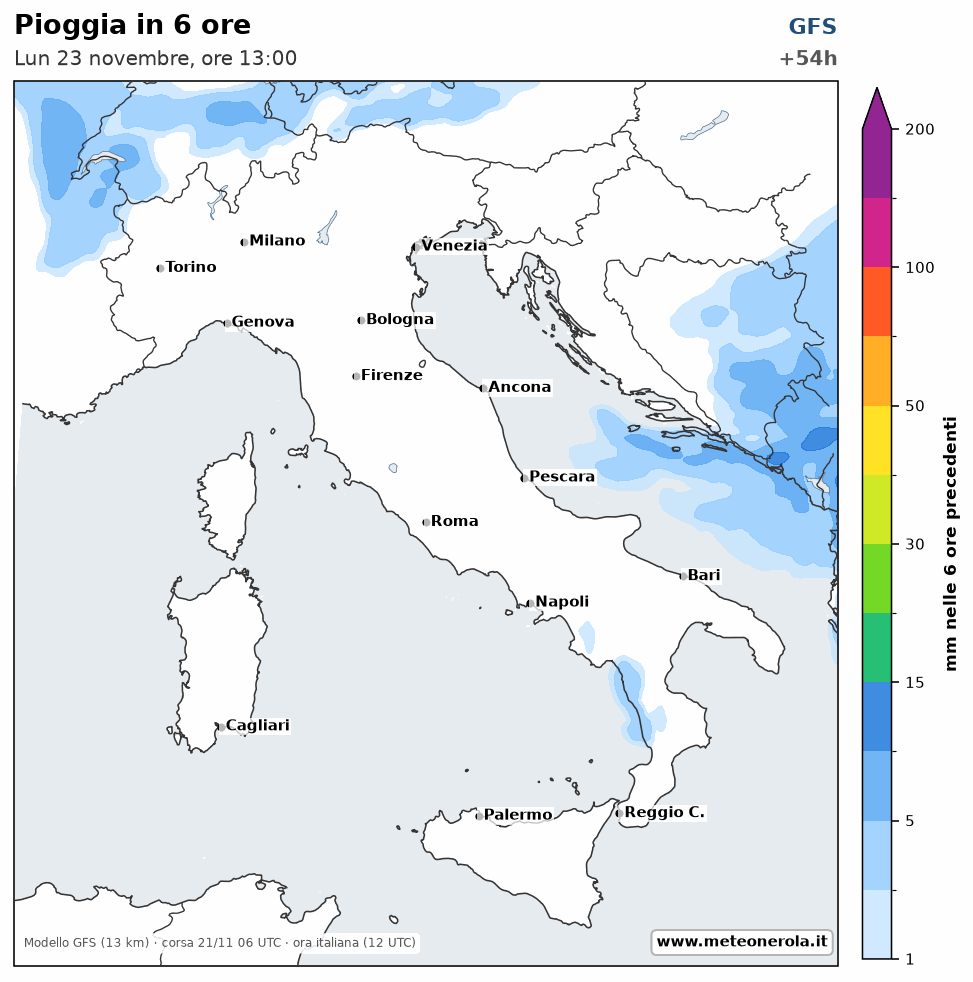 Pioggia in 6 ore
GFS
Lun 23 novembre, ore 13:00
+54h
Milano
Venezia
Torino
Genova
Bologna
Firenze
Ancona
Pescara
Roma
Bari
Napoli
Cagliari
Palermo
Reggio C.
200
100
50
30
15
5
1
mm nelle 6 ore precedenti
Modello GFS (13 km) · corsa 21/11 06 UTC · ora italiana (12 UTC)
www.meteonerola.it